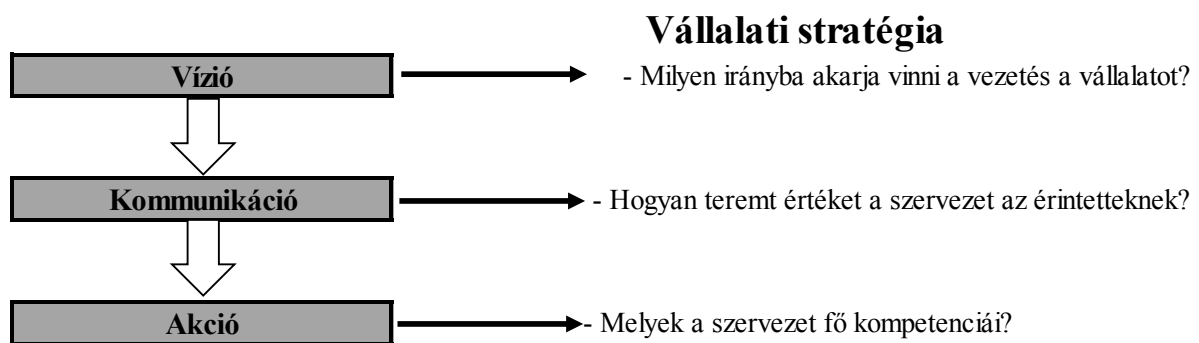 Vállalati stratégia
Vízió
- Milyen irányba akarja vinni a vezetés a vállalatot?
Kommunikáció
- Hogyan teremt értéket a szervezet az érintetteknek?
Akció
- Melyek a szervezet fő kompetenciái?